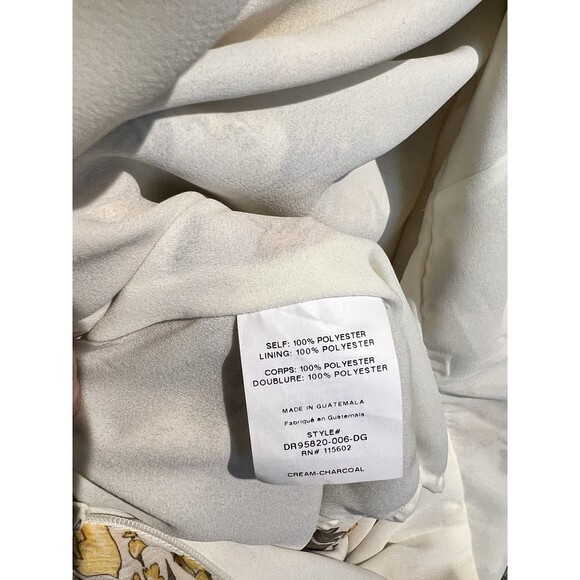 SELF: 100% POLYESTER
LINING: 100% POLYESTER
CORPS: 100% POLYESTER
DOUBLURE: 100% POLYESTER
MADE IN GUATEMALA
Fabriqué en Guatemala
STYLE#
DR95820-006-DG
RN# 115602
CREAM-CHARCOAL